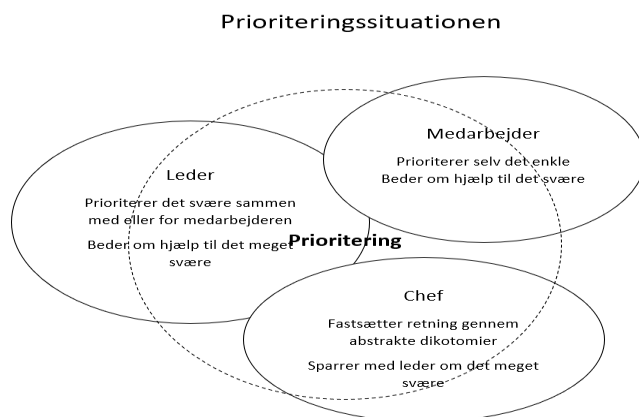 Prioriteringssituationen
Leder
Prioriterer det svære sammen
med eller for medarbejderen
Beder om hjælp til det meget
svære
Medarbejder
Prioriterer selv det enkle
Beder om hjælp til det svære
Prioritering
Chef
Fastsætter retning gennem
abstrakte dikotomier
Sparrer med leder om det meget
svære